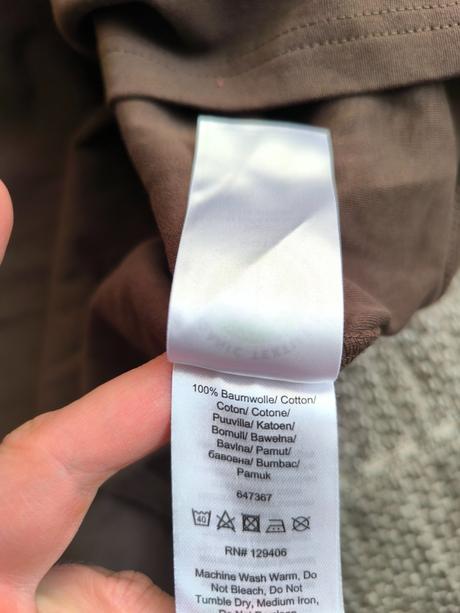 100% Baumwolle/ Cotton/
Coton/ Cotone/
Puuvilla/ Katoen/
Bomull/ Bawełna/
Bavlna/ Pamut/
бавовна/ Bumbac/
Pamuk
647367
40
RN# 129406
Machine Wash Warm, Do
Not Bleach, Do Not
Tumble Dry, Medium Iron,